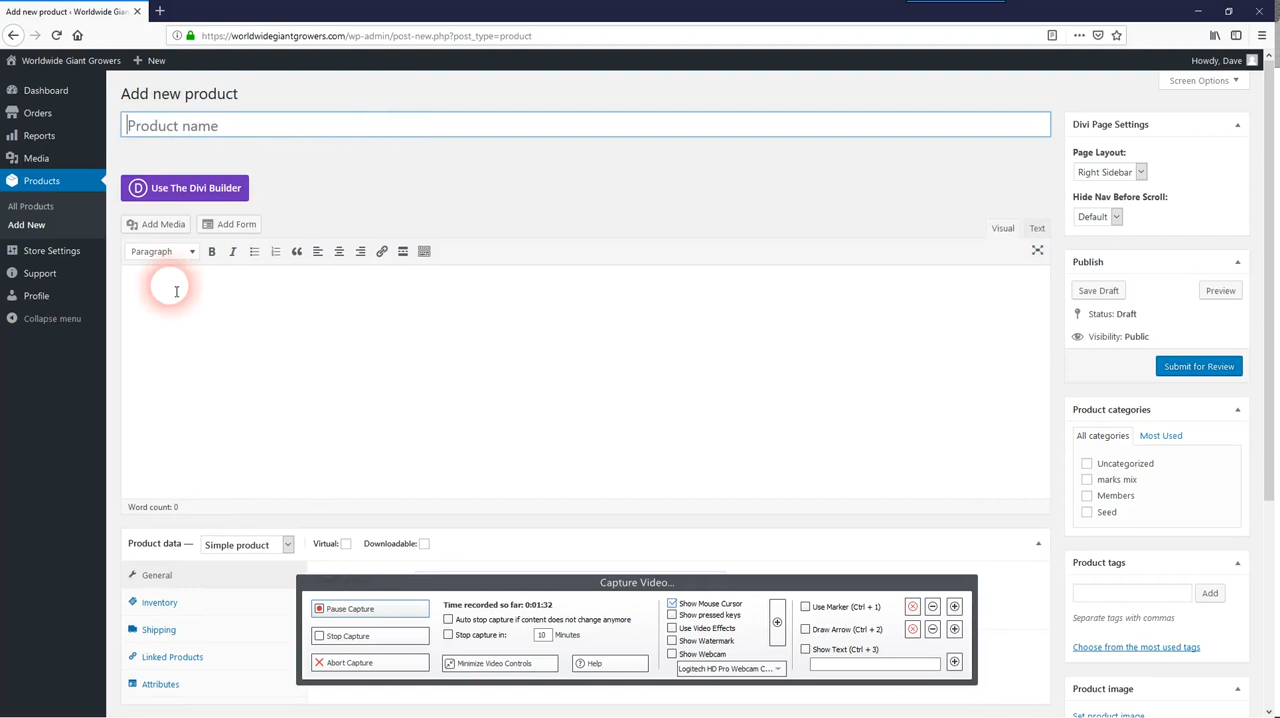 Add new product ‹ Worldwide Gian
https://worldwidegiantgrowers.com/wp-admin/post-new.php?post_type=product
Worldwide Giant Growers
New
Howdy, Dave
Dashboard
Orders
Reports
Media
Products
All Products
Add New
Store Settings
Support
Profile
Collapse menu
Screen Options
Add new product
Product name
Use The Divi Builder
Add Media
Add Form
Visual
Text
Paragraph
Word count: 0
Product data —
Simple product
Virtual:
Downloadable:
General
Inventory
Shipping
Linked Products
Attributes
Capture Video...
Pause Capture
Stop Capture
Abort Capture
Time recorded so far: 0:01:32
Auto stop capture if content does not change anymore
Stop capture in:
10
Minutes
Minimize Video Controls
Help
Show Mouse Cursor
Show pressed keys
Use Video Effects
Show Watermark
Show Webcam
Logitech HD Pro Webcam C...
Use Marker (Ctrl + 1)
Draw Arrow (Ctrl + 2)
Show Text (Ctrl + 3)
Divi Page Settings
Page Layout:
Right Sidebar
Hide Nav Before Scroll:
Default
Publish
Save Draft
Preview
Status: Draft
Visibility: Public
Submit for Review
Product categories
All categories
Most Used
Uncategorized
marks mix
Members
Seed
Product tags
Add
Separate tags with commas
Choose from the most used tags
Product image
Set product image